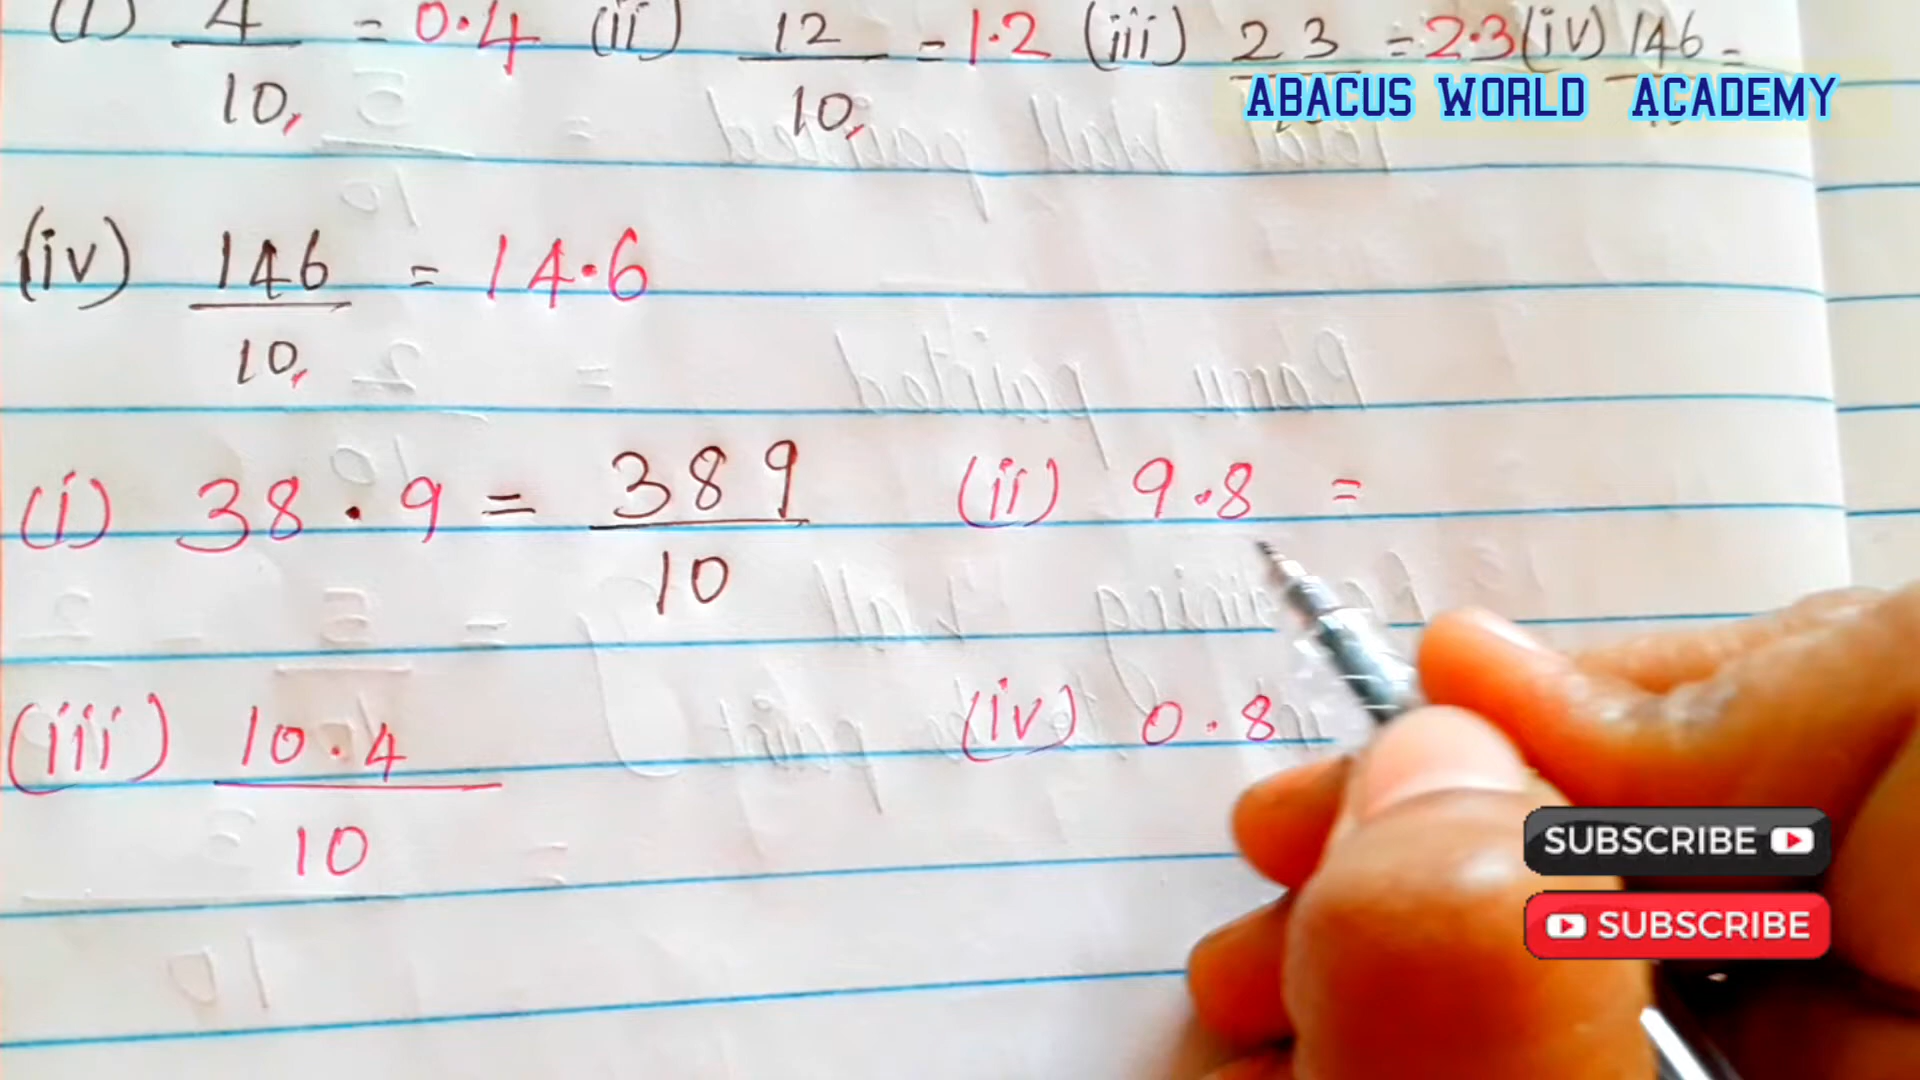 (i) 4 = 0.4 (ii) 12 = 1.2 (iii) 23 = 2.3 (iv) 146 =
10, 10,
ABACUS WORLD ACADEMY
(iv) 146 = 14.6
10,
(i) 38.9 = 389 (ii) 9.8 =
10
(iii) 10.4 (iv) 0.8
10
SUBSCRIBE
SUBSCRIBE